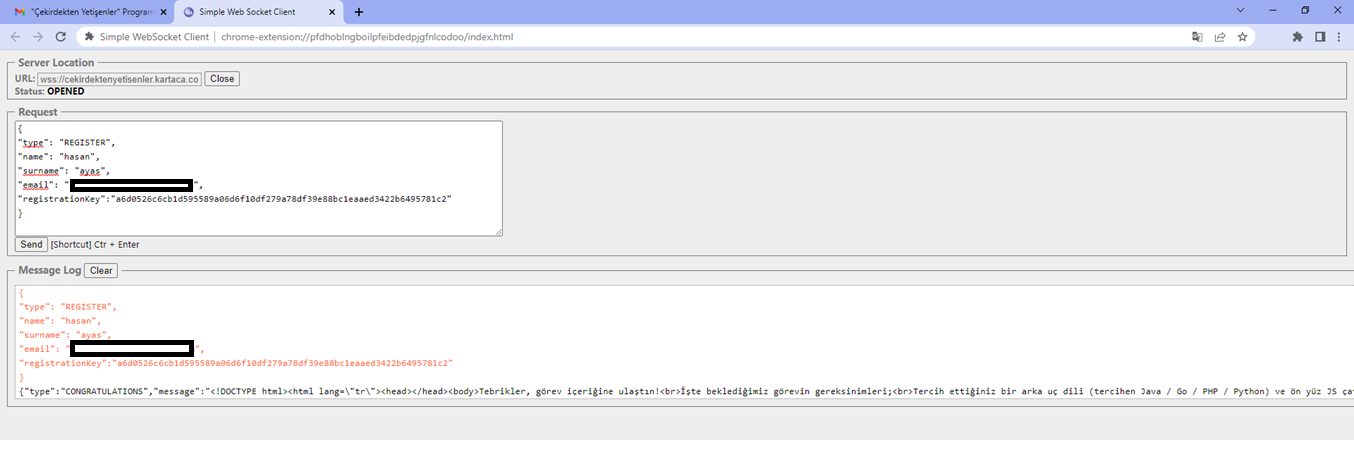 "Çekirdekten Yetişenler" Program
Simple Web Socket Client
Simple WebSocket Client | chrome-extension://pfdhoblngboilpfeibdedpjgfnlcodoo/index.html
Server Location
URL: wss://cekirdektenyetisenler.kartaca.co Close
Status: OPENED
Request
{
"type": "REGISTER",
"name": "hasan",
"surname": "ayas",
"email": " ",
"registrationKey":"a6d0526c6cb1d595589a06d6f10df279a78df39e88bc1eaaed3422b6495781c2"
}
Send [Shortcut] Ctr + Enter
Message Log Clear
{
"type": "REGISTER",
"name": "hasan",
"surname": "ayas",
"email": " ",
"registrationKey":"a6d0526c6cb1d595589a06d6f10df279a78df39e88bc1eaaed3422b6495781c2"
}
{"type":"CONGRATULATIONS","message":"<!DOCTYPE html><html lang=\"tr\"><head></head><body>Tebrikler, görev içeriğine ulaştın!<br>İşte beklediğimiz görevin gereksinimleri;<br>Tercih ettiğiniz bir arka uç dili (tercihen Java / Go / PHP / Python) ve ön yüz JS çat